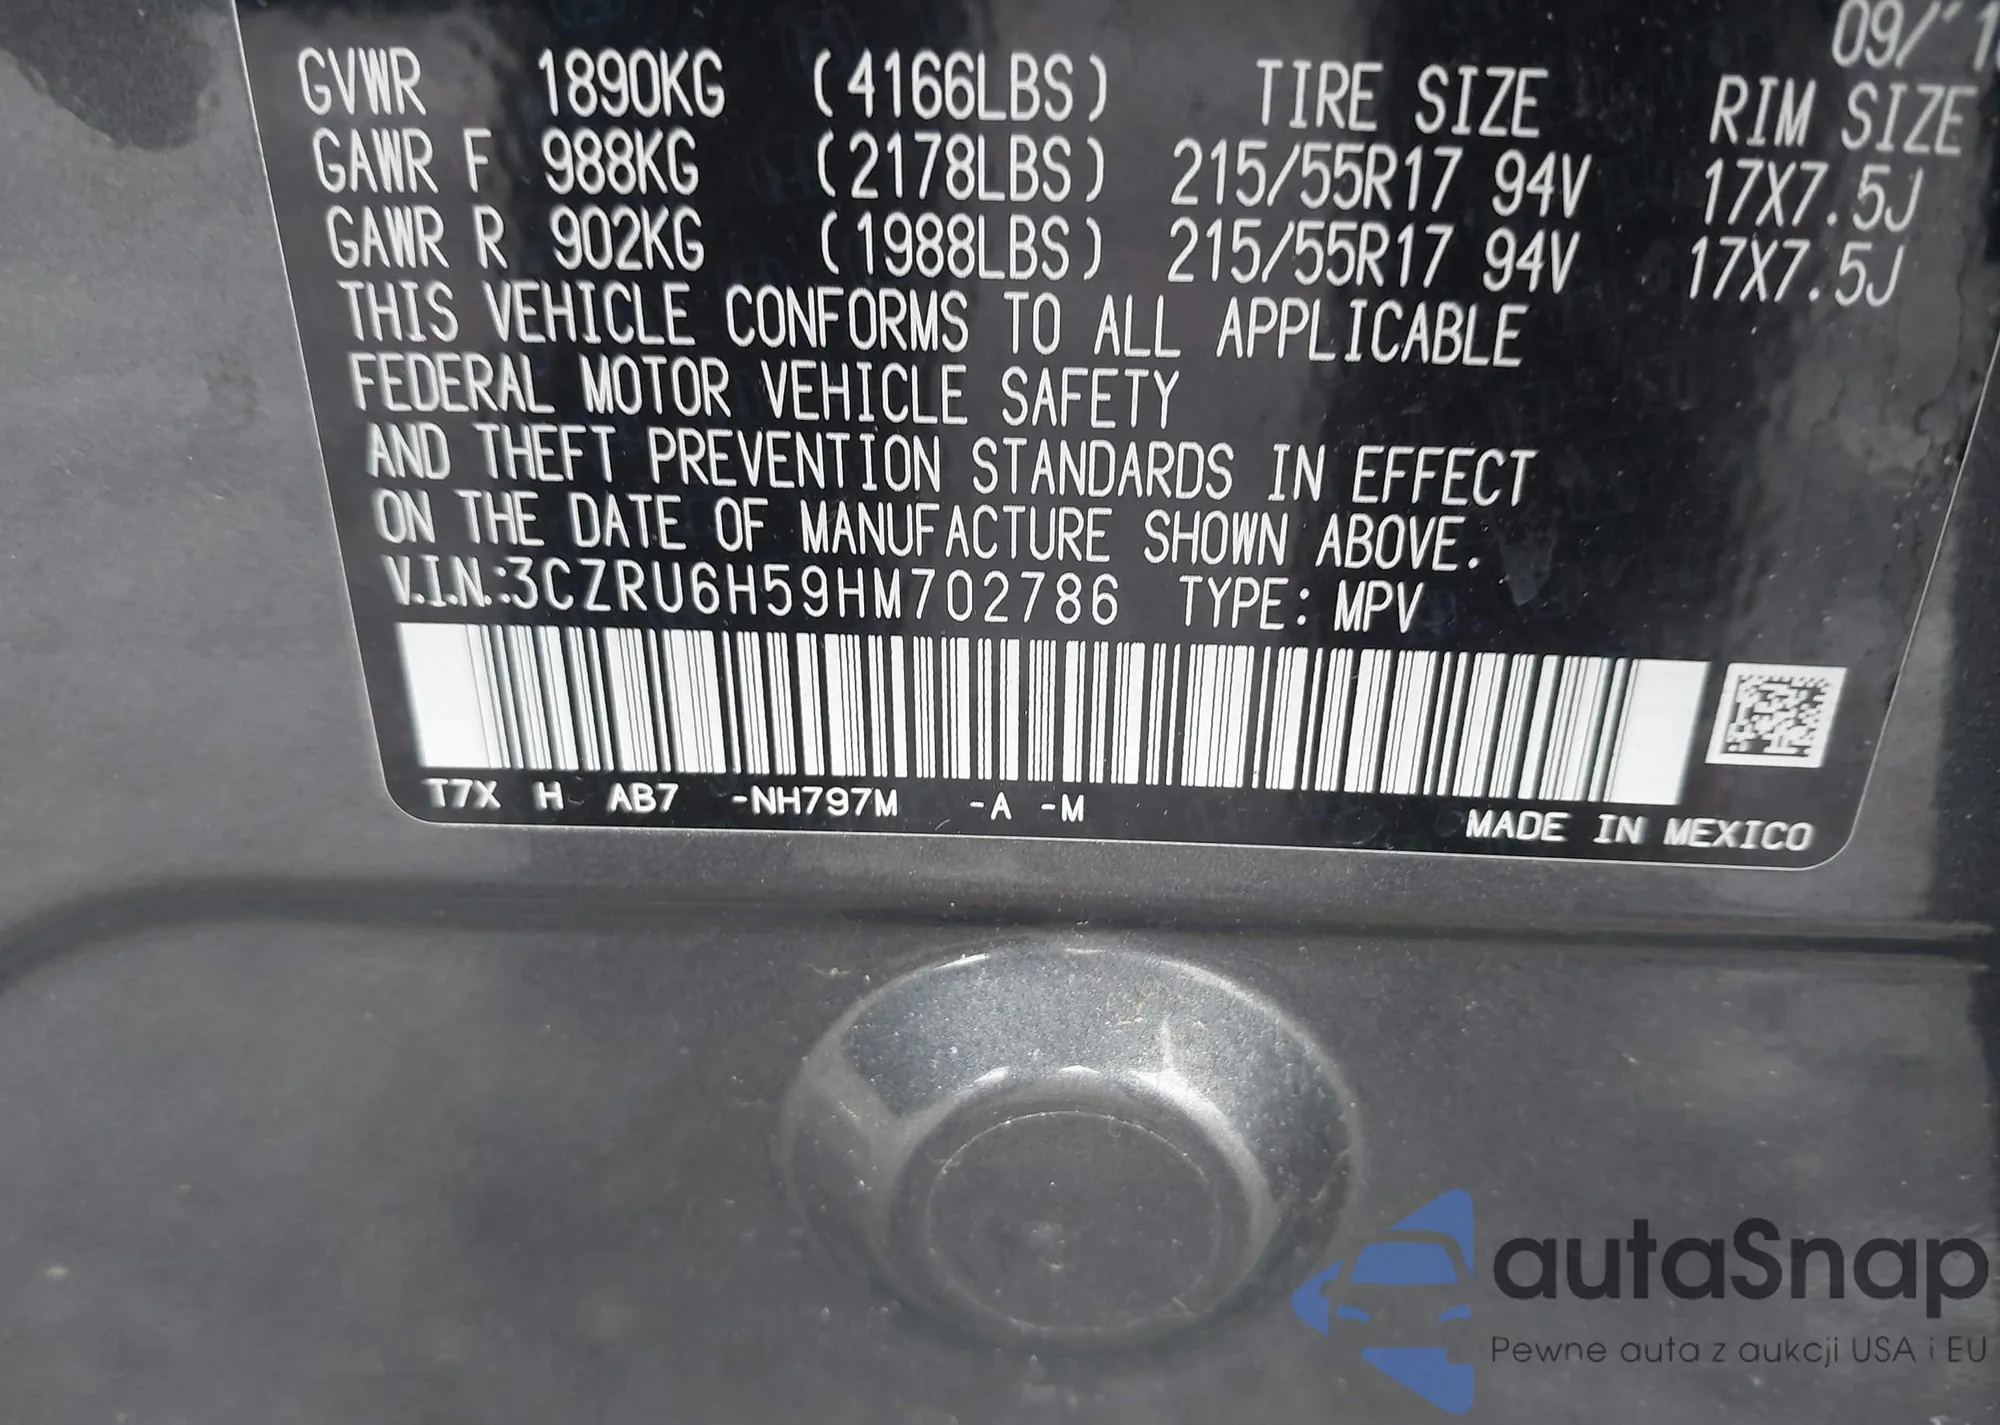 09/'1
GVWR 1890KG (4166LBS) TIRE SIZE RIM SIZE
GAWR F 988KG (2178LBS) 215/55R17 94V 17X7.5J
GAWR R 902KG (1988LBS) 215/55R17 94V 17X7.5J
THIS VEHICLE CONFORMS TO ALL APPLICABLE
FEDERAL MOTOR VEHICLE SAFETY
AND THEFT PREVENTION STANDARDS IN EFFECT
ON THE DATE OF MANUFACTURE SHOWN ABOVE.
V.I.N.:3CZRU6H59HM702786 TYPE: MPV
T7X H AB7 -NH797M -A -M
MADE IN MEXICO
autaSnap
Pewne auta z aukcji USA i EU